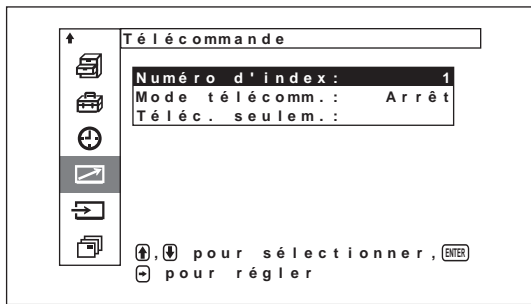 Télécommande
Numéro d'index: 1
Mode télécomm.: Arrêt
Téléc. seulem.:
, pour sélectionner, ENTER
pour régler